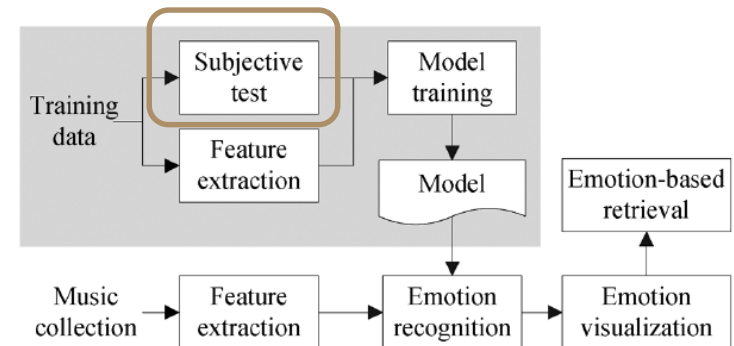 Training
data
Subjective
test
Feature
extraction
Model
training
Model
Emotion-based
retrieval
Music
collection
Feature
extraction
Emotion
recognition
Emotion
visualization